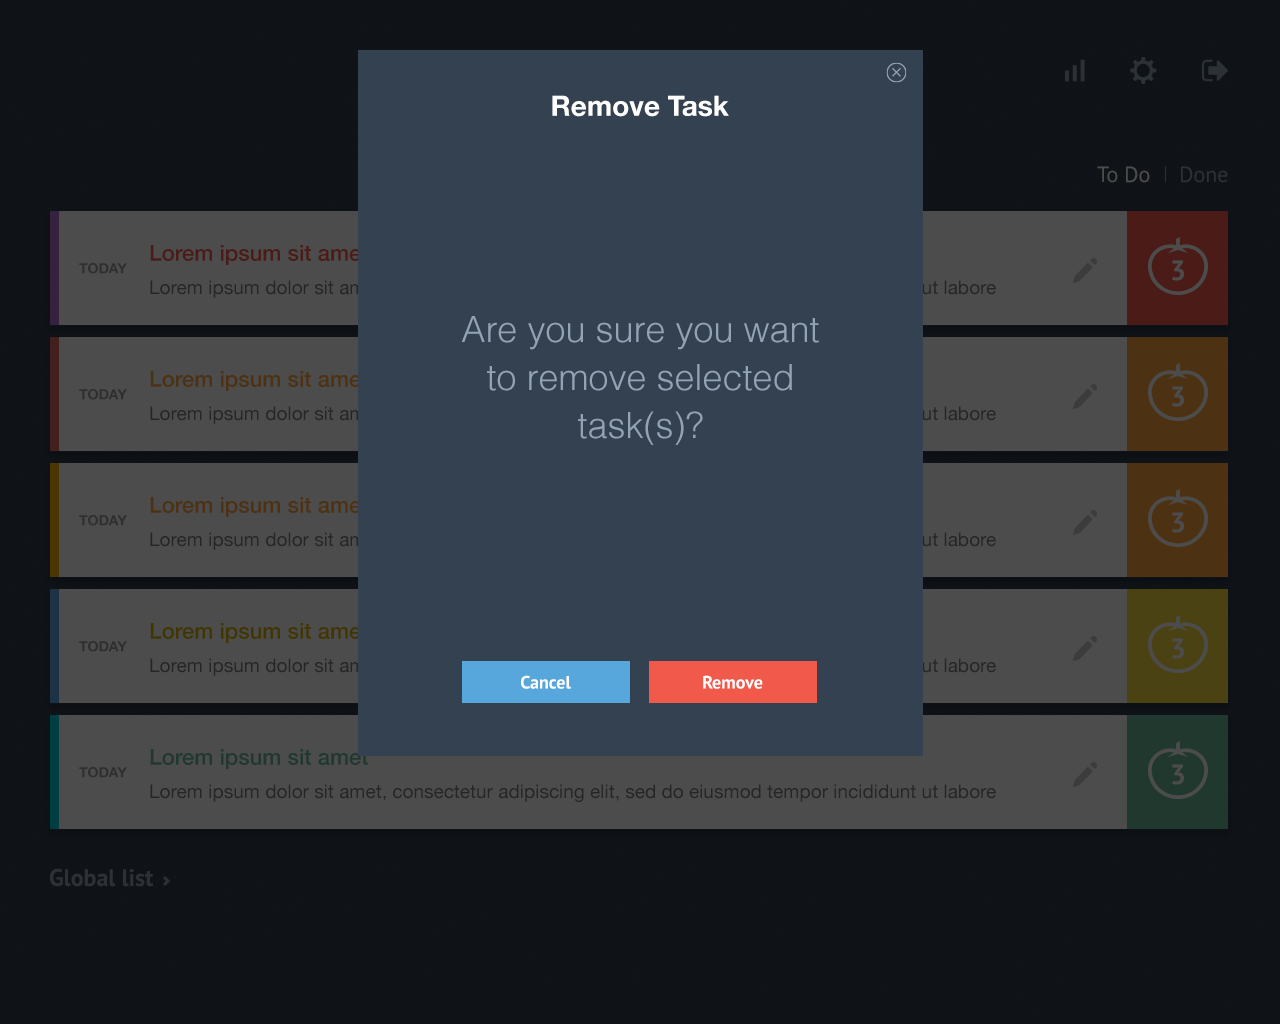 Remove Task
To Do | Done
Lorem ipsum sit ame
TODAY
Lorem ipsum dolor sit am
ut labore
3
Are you sure you want
to remove selected
task(s)?
Lorem ipsum sit ame
TODAY
Lorem ipsum dolor sit am
ut labore
3
Lorem ipsum sit ame
TODAY
Lorem ipsum dolor sit am
ut labore
3
Lorem ipsum sit ame
TODAY
Lorem ipsum dolor sit am
ut labore
3
Cancel
Remove
Lorem ipsum sit amet
TODAY
Lorem ipsum dolor sit amet, consectetur adipiscing elit, sed do eiusmod tempor incididunt ut labore
3
Global list ›